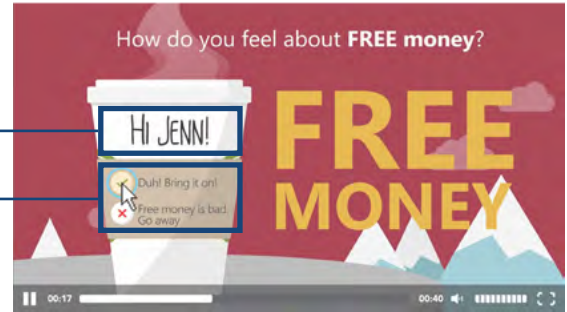 How do you feel about FREE money?
HI JENN!
Duh! Bring it on!
Free money is bad.
Go away
FREE
MONEY
00:17
00:40